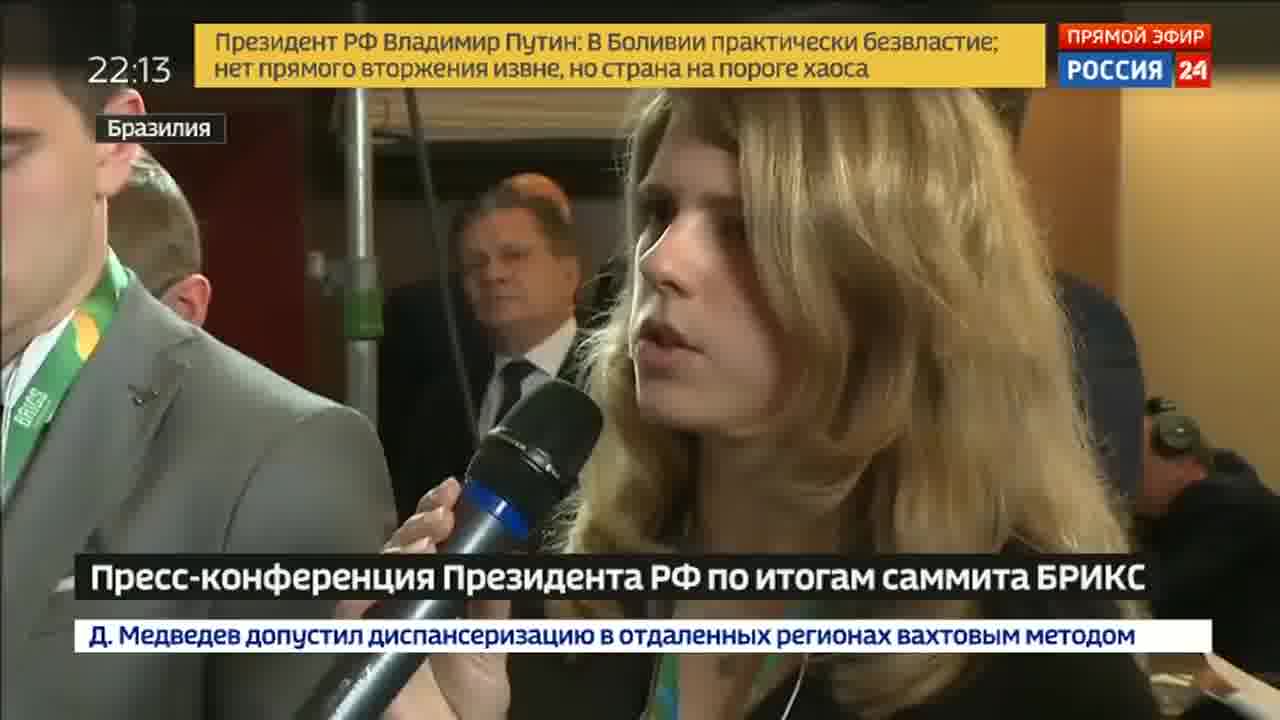 22:13
Президент РФ Владимир Путин: В Боливии практически безвластие;
нет прямого вторжения извне, но страна на пороге хаоса
ПРЯМОЙ ЭФИР
РОССИЯ 24
Бразилия
BRICS
Пресс-конференция Президента РФ по итогам саммита БРИКС
Д. Медведев допустил диспансеризацию в отдаленных регионах вахтовым методом